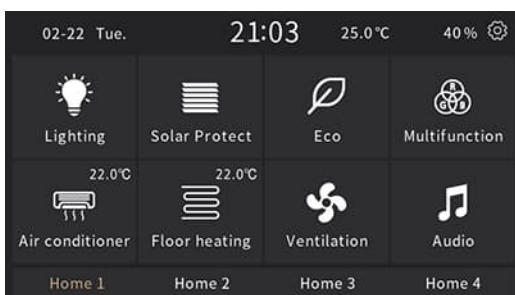 02-22 Tue. 21:03 25.0℃ 40% 
Lighting Solar Protect Eco Multifunction
R G B
22.0℃ 22.0℃
Air conditioner Floor heating Ventilation Audio
Home 1 Home 2 Home 3 Home 4